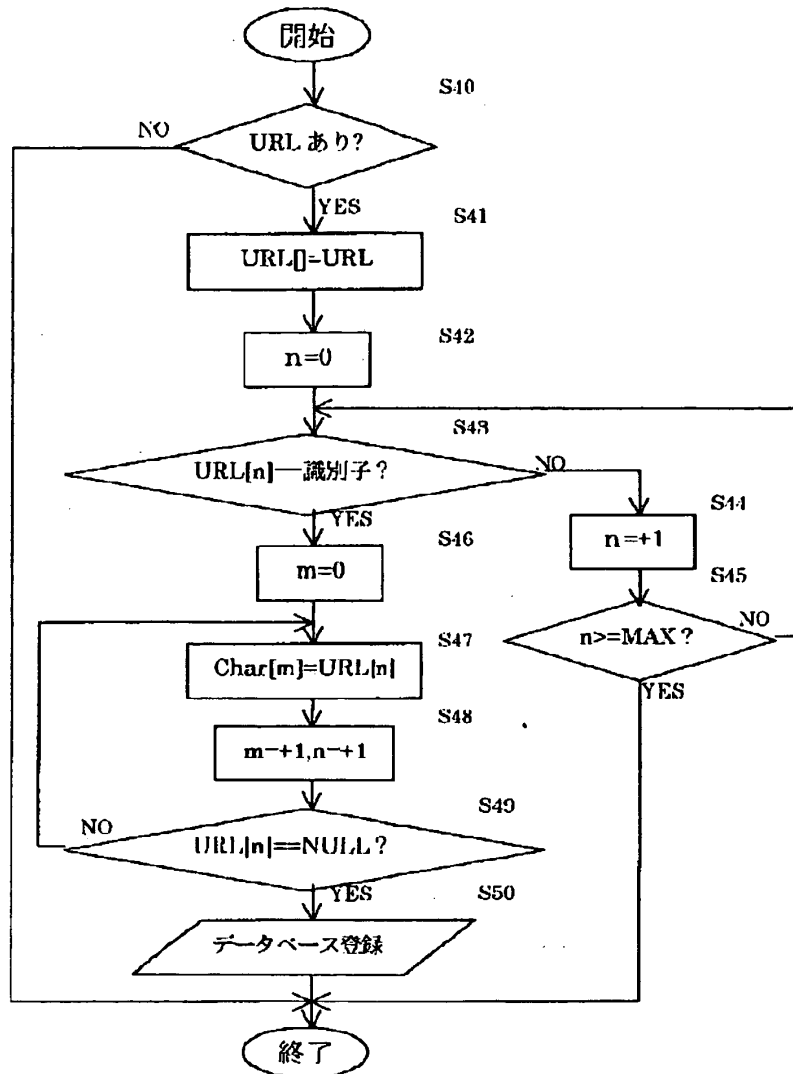 開始
S40
NO
URL あり?
YES
S41
URL[]=URL
S42
n=0
S43
URL[n]==識別子?
NO
YES
S44
n=+1
S46
m=0
S45
n>=MAX?
NO
YES
S47
Char[m]=URL[n]
S48
m=+1,n=+1
S49
NO
URL[n]==NULL?
YES
S50
データベース登録
終了